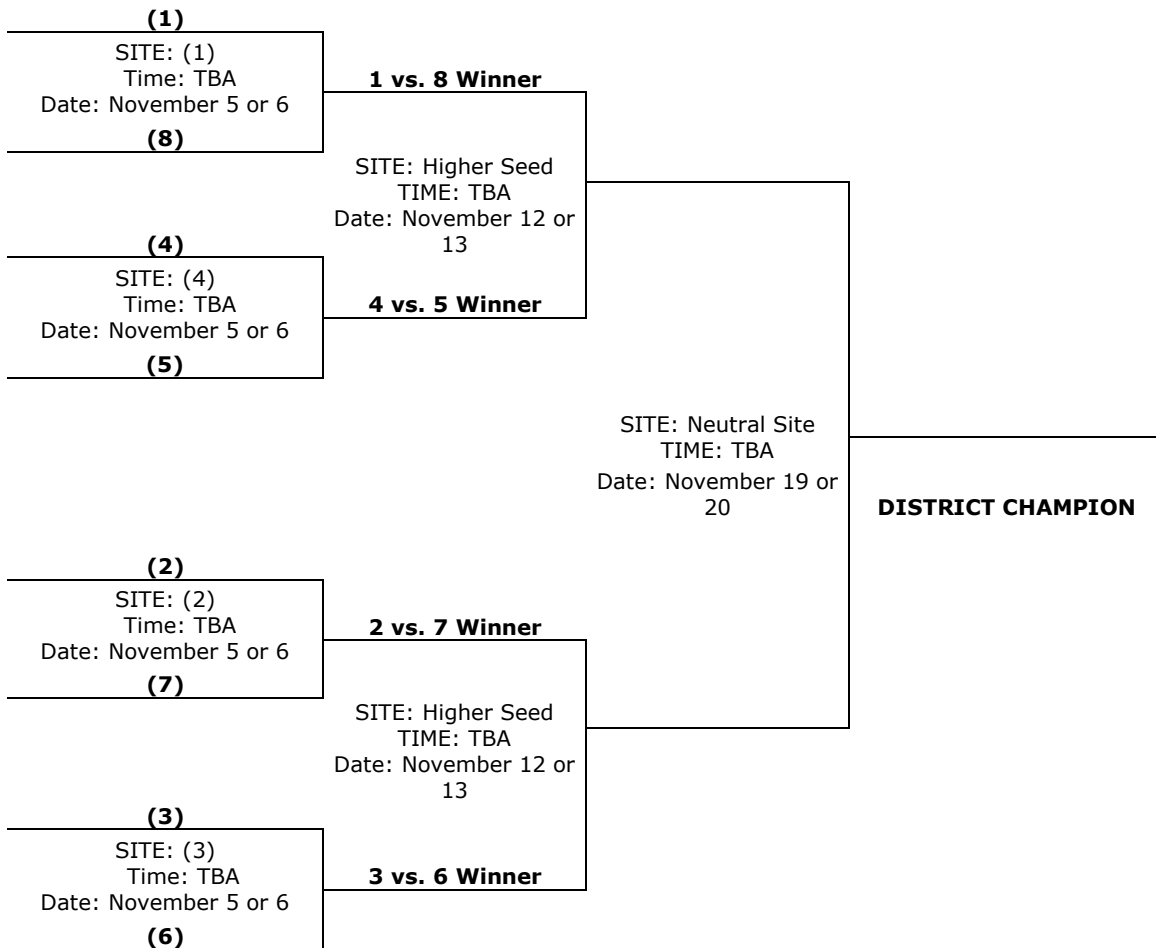 (1)
SITE: (1)
Time: TBA
Date: November 5 or 6
(8)
1 vs. 8 Winner
SITE: Higher Seed
TIME: TBA
Date: November 12 or
13
(4)
SITE: (4)
Time: TBA
Date: November 5 or 6
(5)
4 vs. 5 Winner
SITE: Neutral Site
TIME: TBA
Date: November 19 or
20
DISTRICT CHAMPION
(2)
SITE: (2)
Time: TBA
Date: November 5 or 6
(7)
2 vs. 7 Winner
SITE: Higher Seed
TIME: TBA
Date: November 12 or
13
(3)
SITE: (3)
Time: TBA
Date: November 5 or 6
(6)
3 vs. 6 Winner